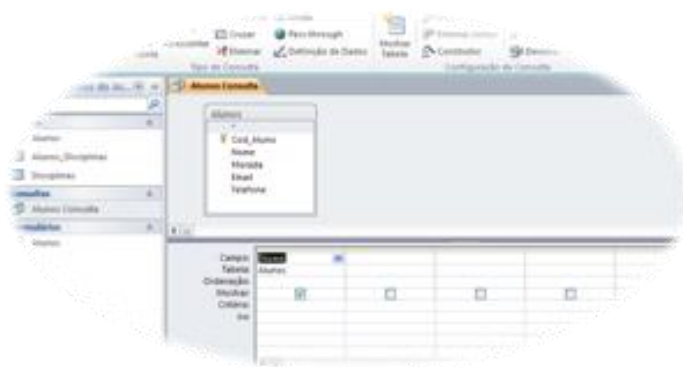 Cruzar
Pass-through
Eliminar
Definição de Dados
Mostrar
Tabela
Construtor
Tipo de Consulta
Configuração de Consulta
Alunos Consulta
Alunos
Cod_Aluno
Nome
Morada
Email
Telefone
Alunos
Alunos_Disciplinas
Disciplinas
Alunos Consulta
Alunos
Campo:
Tabela: Alunos
Ordenação:
Mostrar:
Critério:
ou: